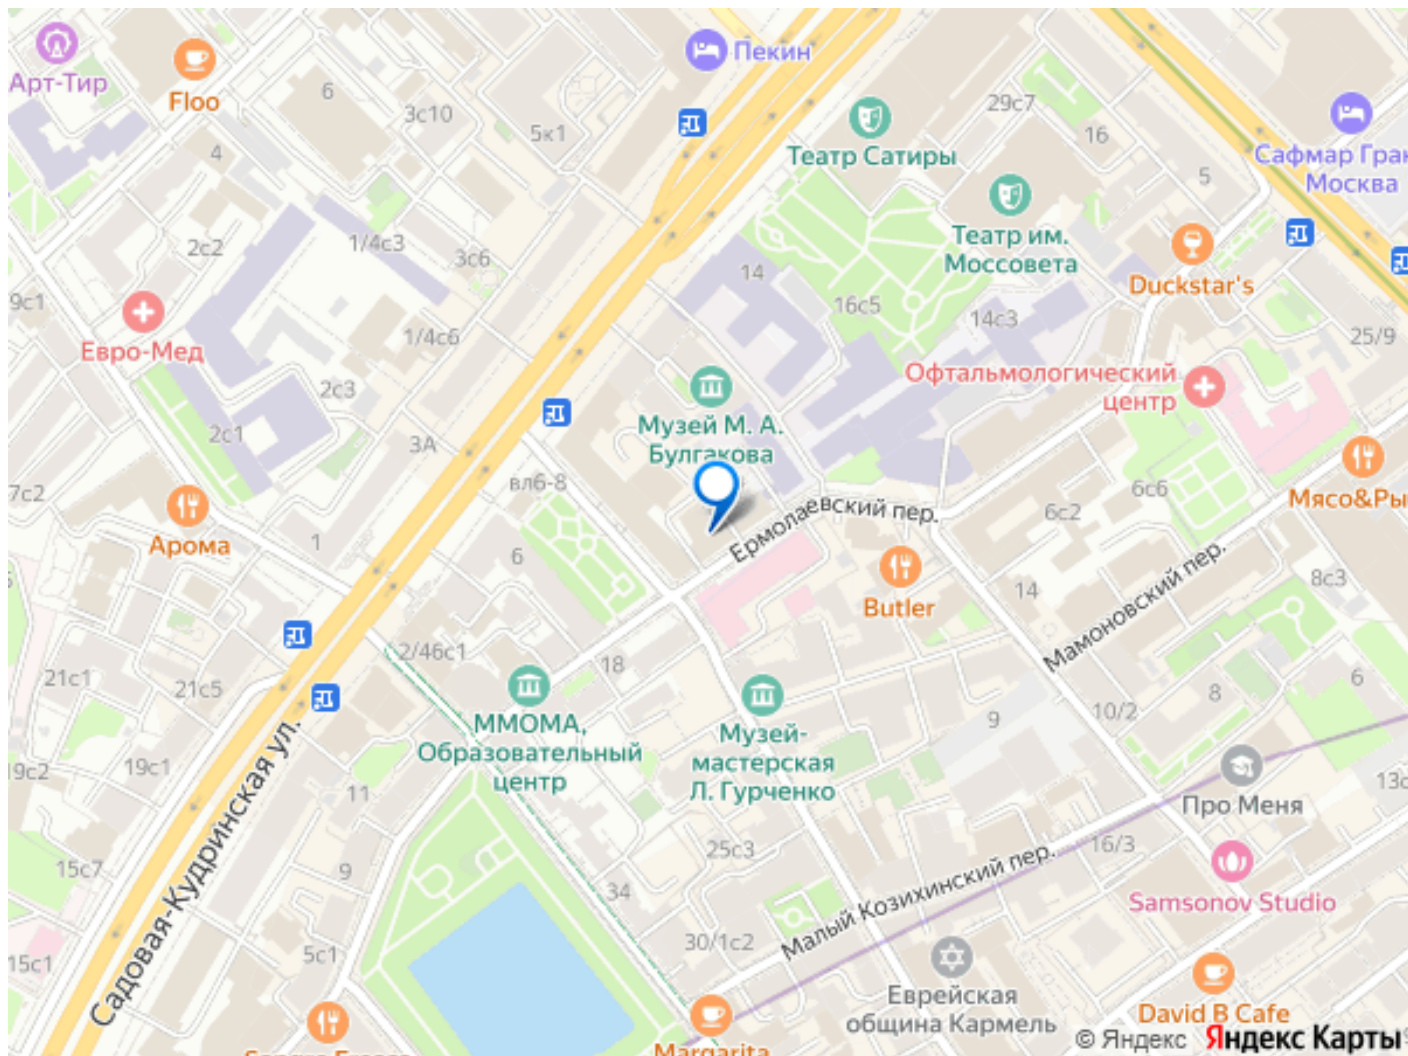 Пекин
Арт-Тир
Floo
6
3с10
5к1
4
29с7
16
Театр Сатиры
Сафмар Гран
Москва
5
Театр им.
Моссовета
Duckstar's
2с2
1/4с3
3с6
14
16с5
14с3
9с1
25/9
Евро-Мед
1/4с6
2с3
Офтальмологический
центр
Музей М. А.
Булгакова
2с1
3А
7с2
вл6-8
6с6
Мясо&Ры
Арома
1
6
Ермолаевский пер.
6с2
Butler
14
8с3
Мамоновский пер.
2/46с1
18
21с1
21с5
ММОМА,
Образовательный
центр
Музей-
мастерская
Л. Гурченко
9
10/2
8
6
19с2
19с1
Садовая-Кудринская ул.
11
Про Меня
13с
15с7
9
25с3
34
Малый Козихинский пер.
16/3
Samsonov Studio
15с1
5с1
30/1с2
Еврейская
община Кармель
David B Cafe
Margarita
© Яндекс Яндекс Карты